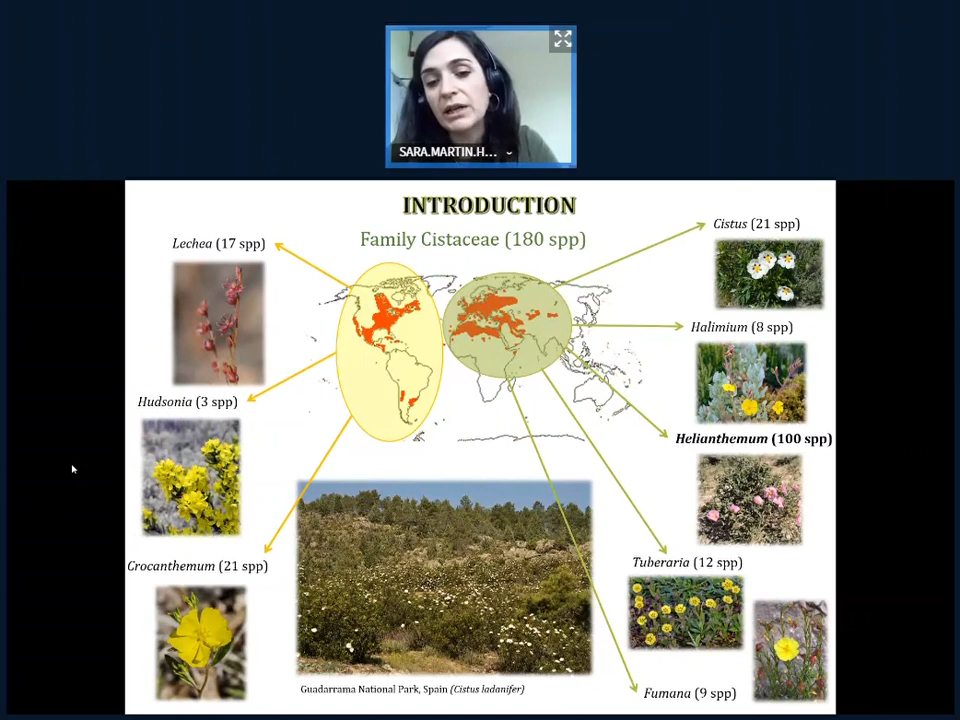 SARA.MARTIN.H...
INTRODUCTION
Family Cistaceae (180 spp)
Lechea (17 spp)
Cistus (21 spp)
Halimium (8 spp)
Hudsonia (3 spp)
Helianthemum (100 spp)
Crocanthemum (21 spp)
Tuberaria (12 spp)
Guadarrama National Park, Spain (Cistus ladanifer)
Fumana (9 spp)